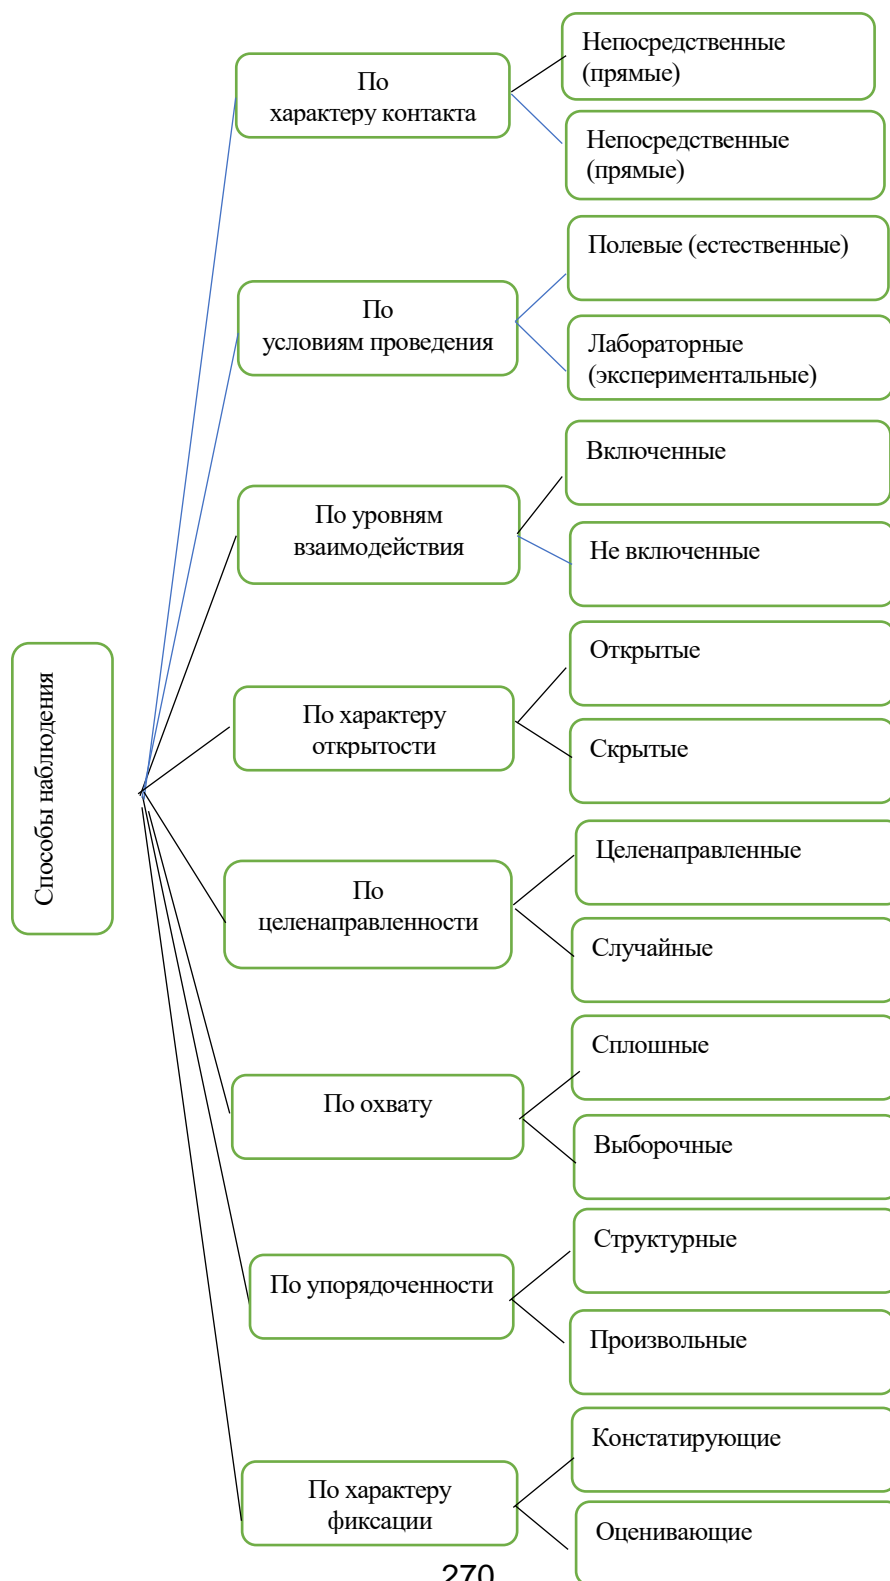 Способы наблюдения
По
характеру контакта
Непосредственные
(прямые)
Непосредственные
(прямые)
По
условиям проведения
Полевые (естественные)
Лабораторные
(экспериментальные)
По уровням
взаимодействия
Включенные
Не включенные
По характеру
открытости
Открытые
Скрытые
По
целенаправленности
Целенаправленные
Случайные
По охвату
Сплошные
Выборочные
По упорядоченности
Структурные
Произвольные
По характеру
фиксации
Констатирующие
Оценивающие
270